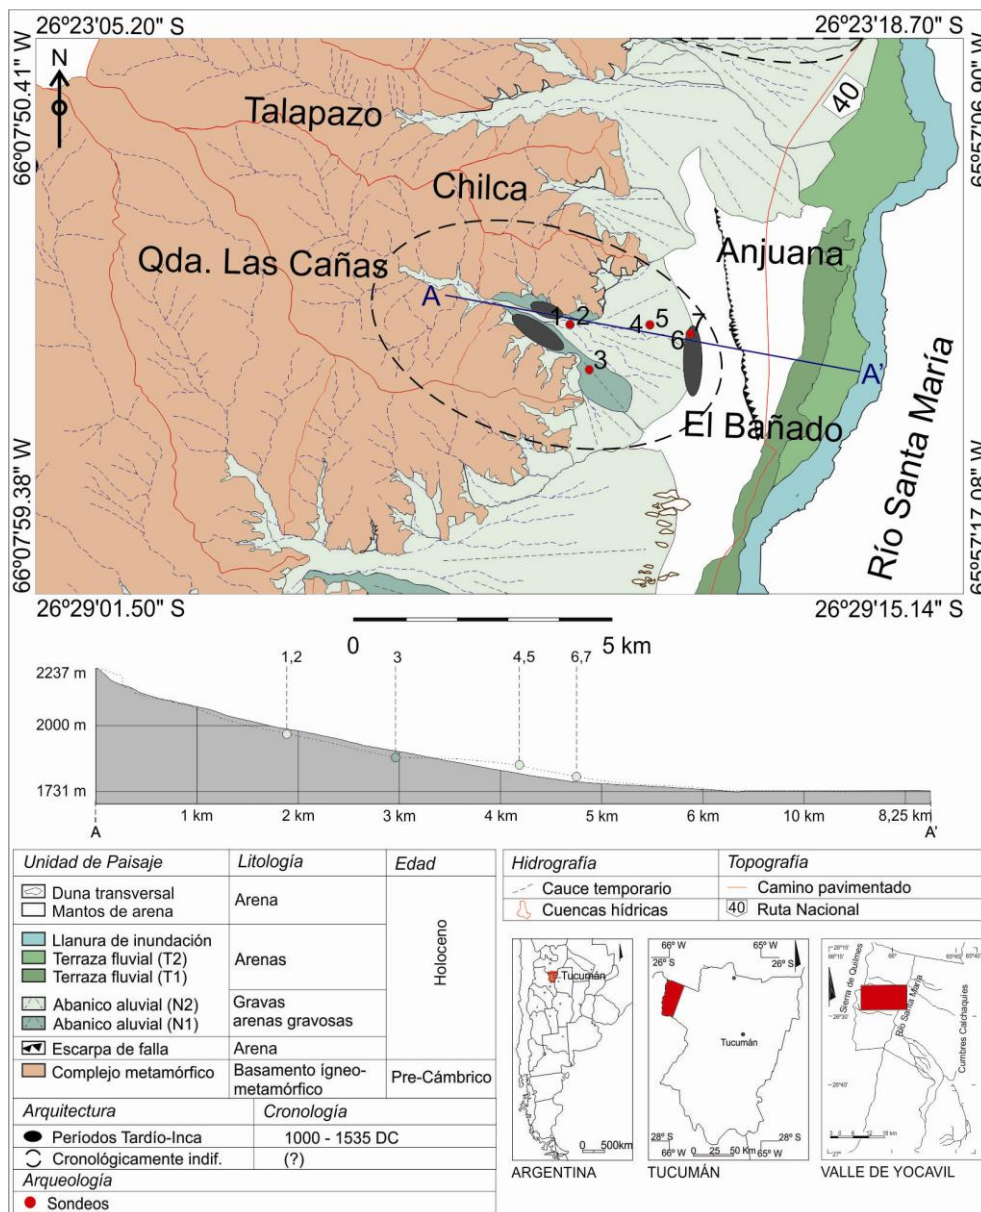 26º23'05.20" S
26º23'18.70" S
66º07'50.41" W
65º57'06.90" W
N
40
Talapazo
Chilca
Anjuana
Qda. Las Cañas
A
1 2
4 5
7
6
3
A'
El Bañado
Río Santa María
66º07'59.38" W
65º57'17.08" W
26º29'01.50" S
26º29'15.14" S
0 5 km
1,2 3 4,5 6,7
2237 m
2000 m
1731 m
1 km 2 km 3 km 4 km 5 km 6 km 10 km 8,25 km
A A'
Unidad de Paisaje Litología Edad
Duna transversal
Mantos de arena
Arena
Llanura de inundación
Terraza fluvial (T2)
Terraza fluvial (T1)
Arenas
Holoceno
Abanico aluvial (N2)
Abanico aluvial (N1)
Gravas
arenas gravosas
Escarpa de falla Arena
Complejo metamórfico
Basamento ígneo-
metamórfico
Pre-Cámbrico
Arquitectura Cronología
Períodos Tardío-Inca 1000 - 1535 DC
Cronológicamente indif. (?)
Arqueología
Sondeos
Hidrografía Topografía
Cauce temporario Camino pavimentado
Cuencas hídricas 40 Ruta Nacional
Tucumán
0 500km
ARGENTINA
66º W 65º W
26º S 26º S
Tucumán
28º S 28º S
0 25 50 Km
66º W 65º W
TUCUMÁN
Sierra de Quilmes
Río Santa María
Cumbres Calchaquíes
VALLE DE YOCAVIL